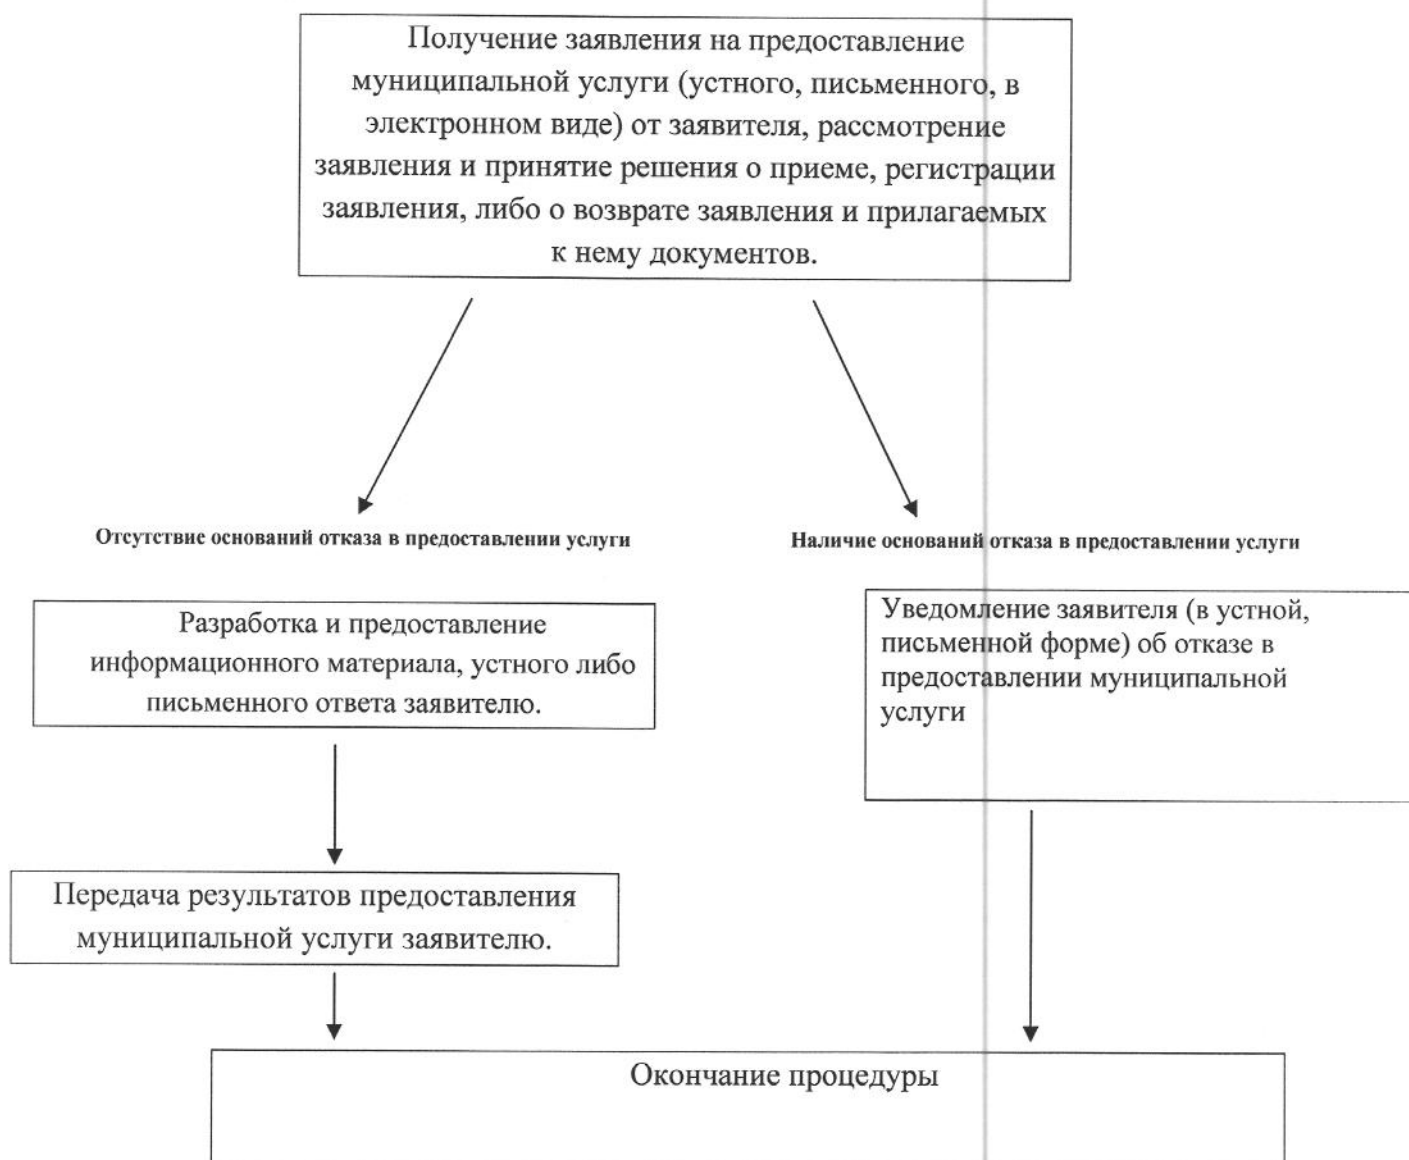 Получение заявления на предоставление
муниципальной услуги (устного, письменного, в
электронном виде) от заявителя, рассмотрение
заявления и принятие решения о приеме, регистрации
заявления, либо о возврате заявления и прилагаемых
к нему документов.
Отсутствие оснований отказа в предоставлении услуги
Наличие оснований отказа в предоставлении услуги
Разработка и предоставление
информационного материала, устного либо
письменного ответа заявителю.
Уведомление заявителя (в устной,
письменной форме) об отказе в
предоставлении муниципальной
услуги
Передача результатов предоставления
муниципальной услуги заявителю.
Окончание процедуры